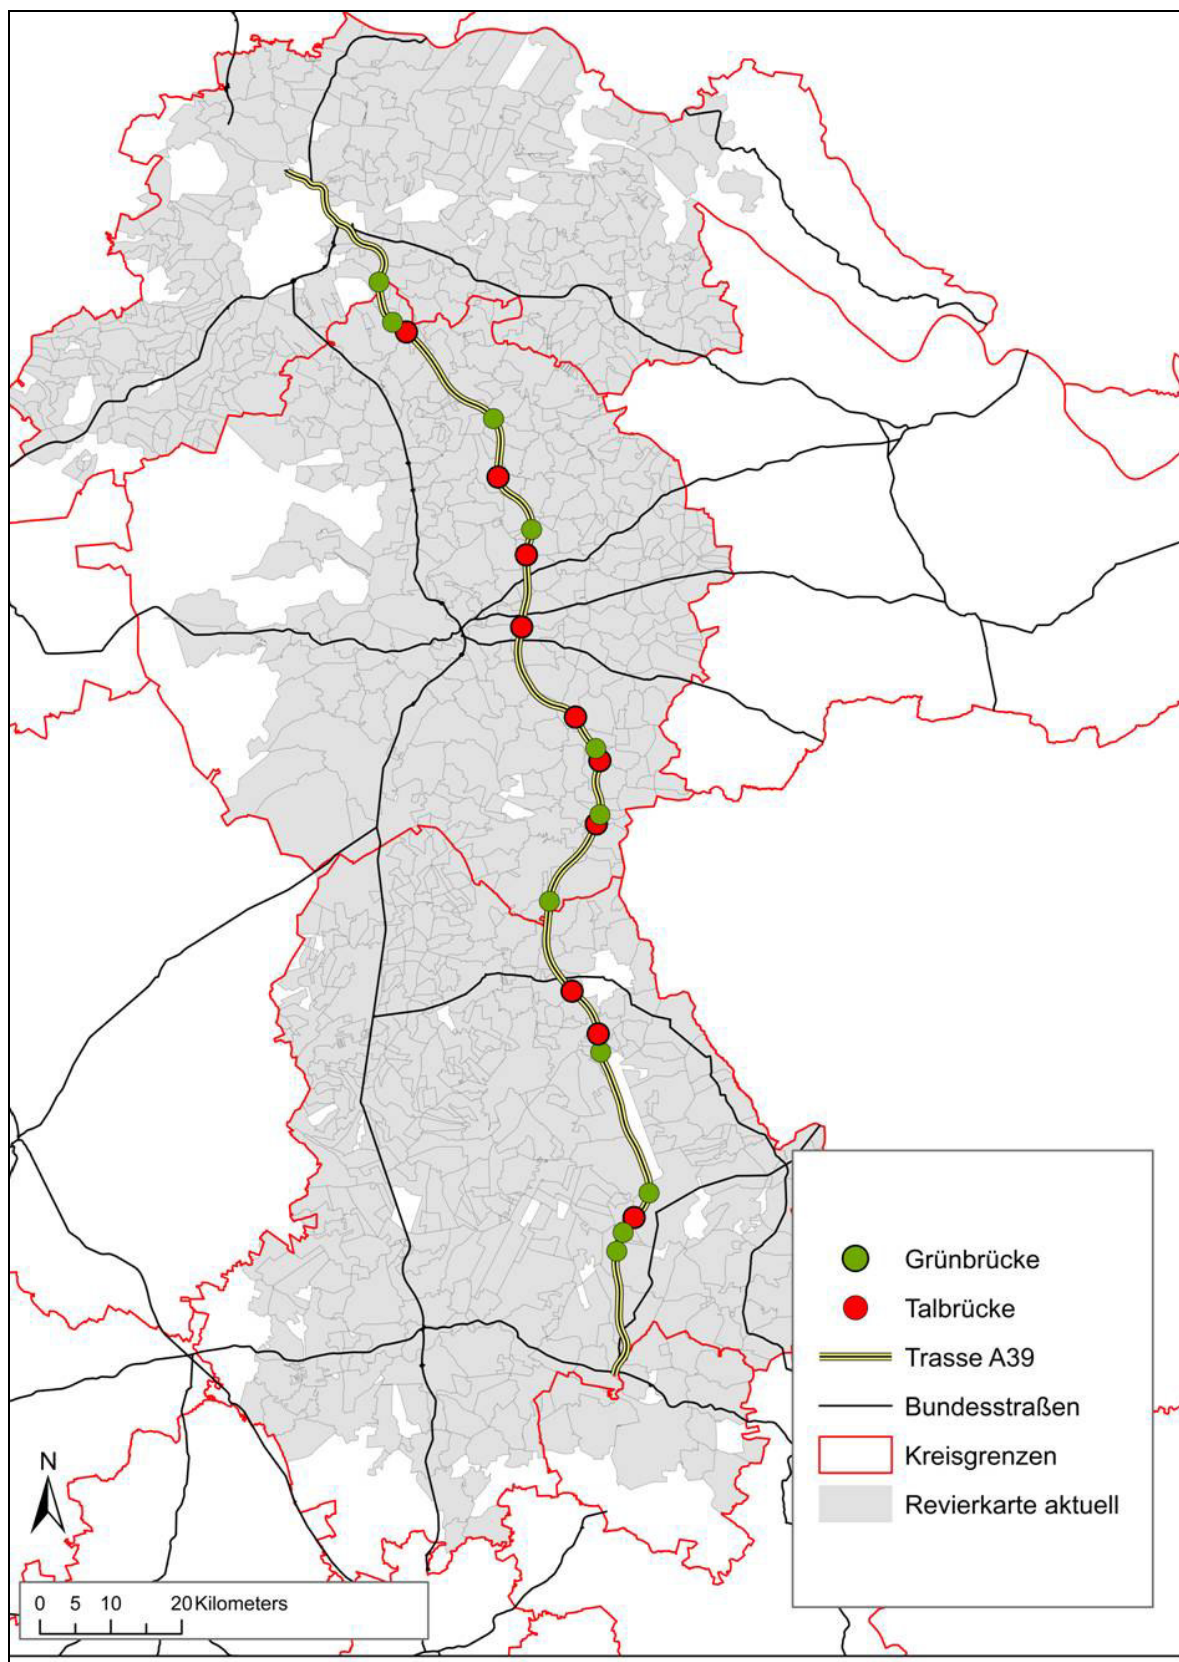 Grünbrücke
Talbrücke
Trasse A39
Bundesstraßen
Kreisgrenzen
Revierkarte aktuell
N
0 5 10 20 Kilometers